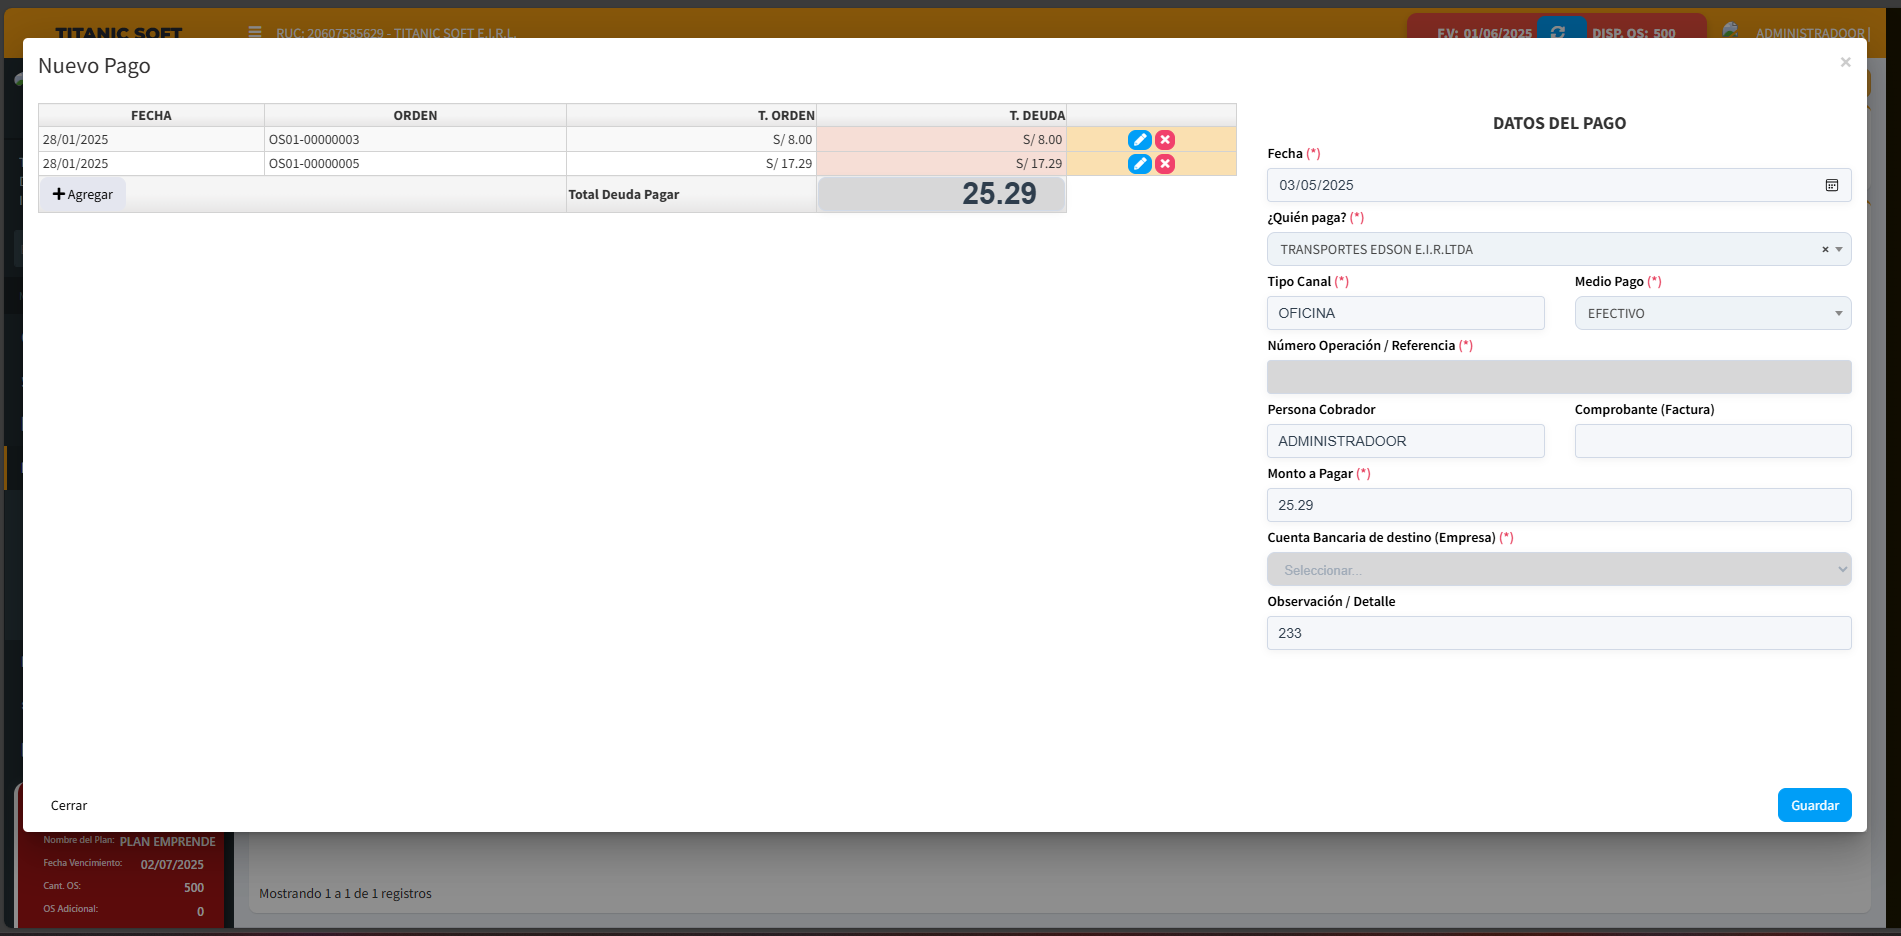 TITANIC SOFT
RUC: 20607585629 - TITANIC SOFT E.I.R.L.
F.V: 01/06/2025
DISP. OS: 500
ADMINISTRADOOR |
Nuevo Pago
×
FECHA ORDEN T. ORDEN T. DEUDA
28/01/2025 OS01-00000003 S/ 8.00 S/ 8.00
28/01/2025 OS01-00000005 S/ 17.29 S/ 17.29
Agregar Total Deuda Pagar 25.29
DATOS DEL PAGO
Fecha (*)
03/05/2025
¿Quién paga? (*)
TRANSPORTES EDSON E.I.R.LTDA ×
Tipo Canal (*) Medio Pago (*)
OFICINA EFECTIVO
Número Operación / Referencia (*)
Persona Cobrador Comprobante (Factura)
ADMINISTRADOOR
Monto a Pagar (*)
25.29
Cuenta Bancaria de destino (Empresa) (*)
Seleccionar...
Observación / Detalle
233
Cerrar Guardar
Nombre del Plan: PLAN EMPRENDE
Fecha Vencimiento: 02/07/2025
Cant. OS: 500
OS Adicional: 0
Mostrando 1 a 1 de 1 registros